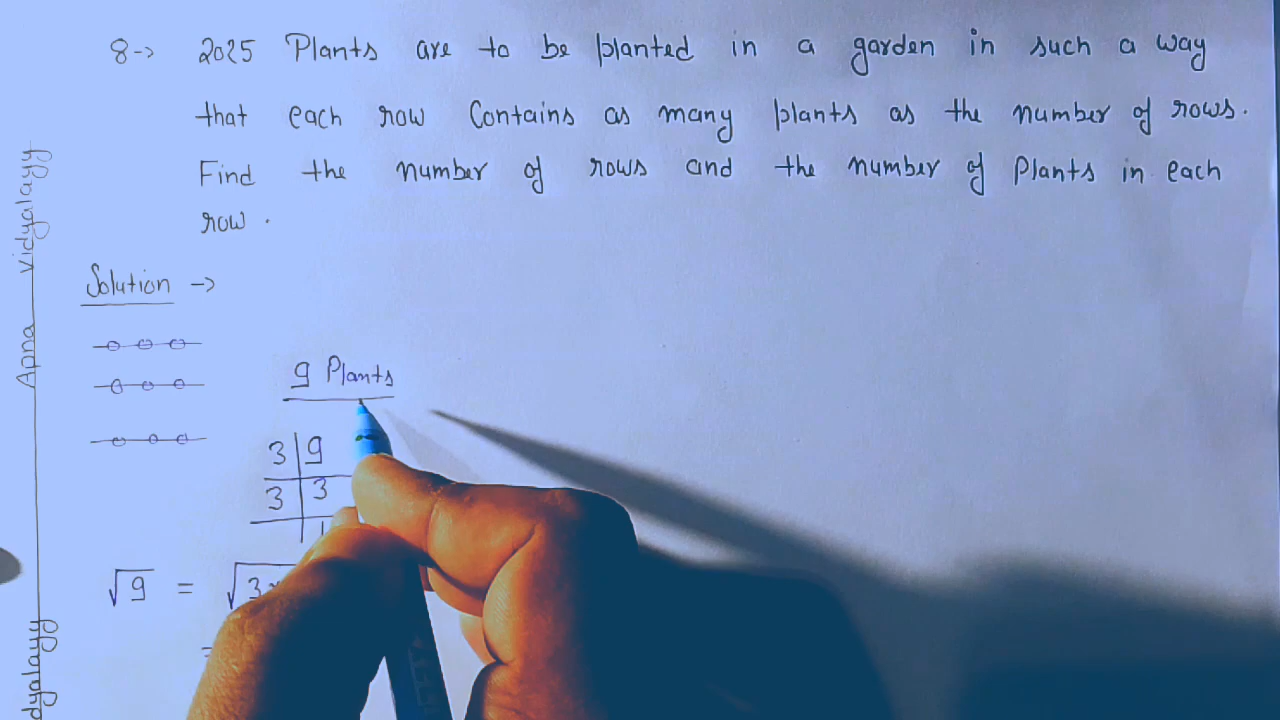 8-> 2025 Plants are to be planted in a garden in such a way
that each row Contains as many plants as the number of rows.
Find the number of rows and the number of Plants in each
row.
Solution ->
9 Plants
3 | 9
3 | 3
1
√9 = √3
=
Apna vidyalayy
dyalayy